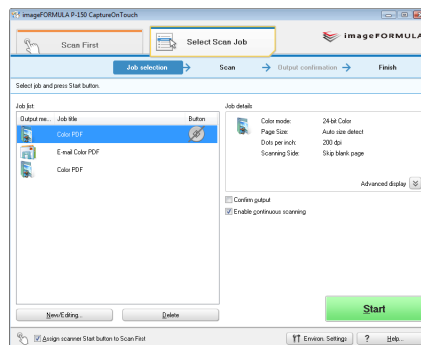 imageFORMULA P-150 CaptureOnTouch
Scan First
Select Scan Job
imageFORMULA
Job selection
Scan
Output confirmation
Finish
Select job and press Start button.
Job list
Output me... Job title Button
Color PDF
E-mail Color PDF
Color PDF
Job details
Color mode: 24-bit Color
Page Size: Auto size detect
Dots per inch: 200 dpi
Scanning Side: Skip blank page
Advanced display
Confirm output
Enable continuous scanning
New/Editing...
Delete
Start
Assign scanner Start button to Scan First
Environ. Settings
? Help...